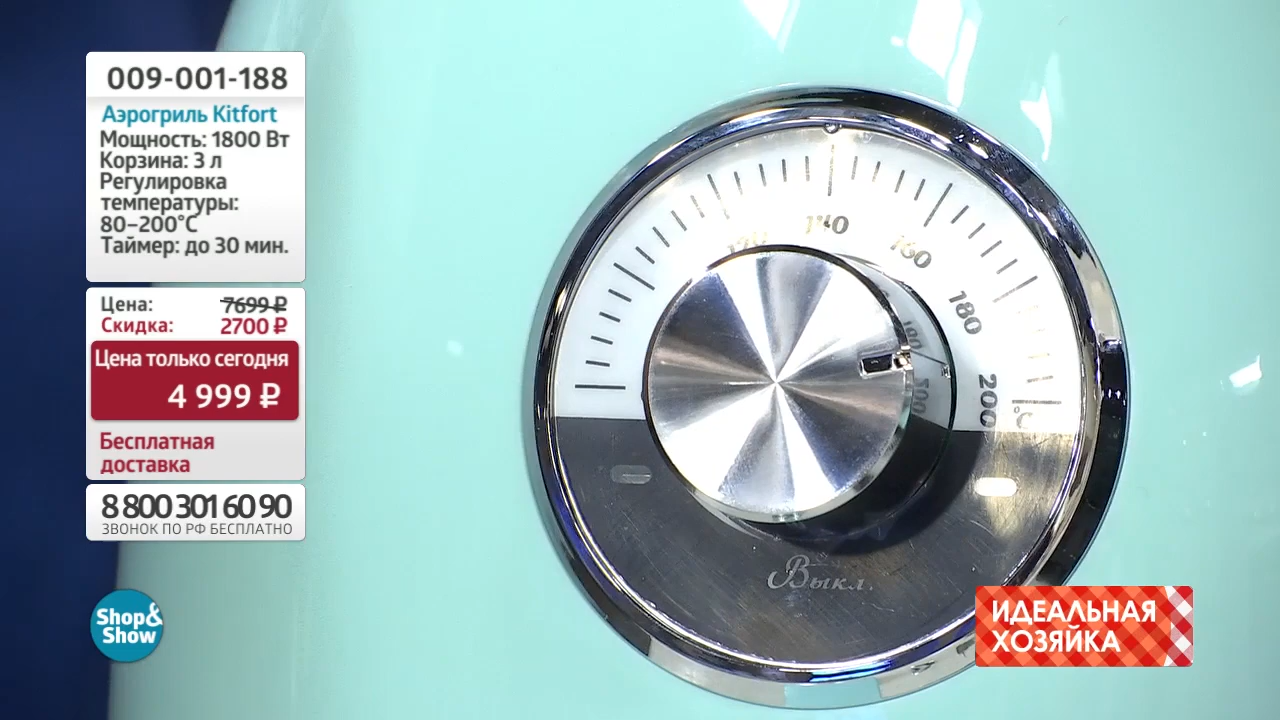 009-001-188
Аэрогриль Kitfort
Мощность: 1800 Вт
Корзина: 3 л
Регулировка
температуры:
80–200°C
Таймер: до 30 мин.
Цена: 7699 ₽
Скидка: 2700 ₽
Цена только сегодня
4 999 ₽
Бесплатная
доставка
8 800 301 60 90
ЗВОНОК ПО РФ БЕСПЛАТНО
Shop&
Show
140
160
180
200
°C
Выкл.
ИДЕАЛЬНАЯ
ХОЗЯЙКА